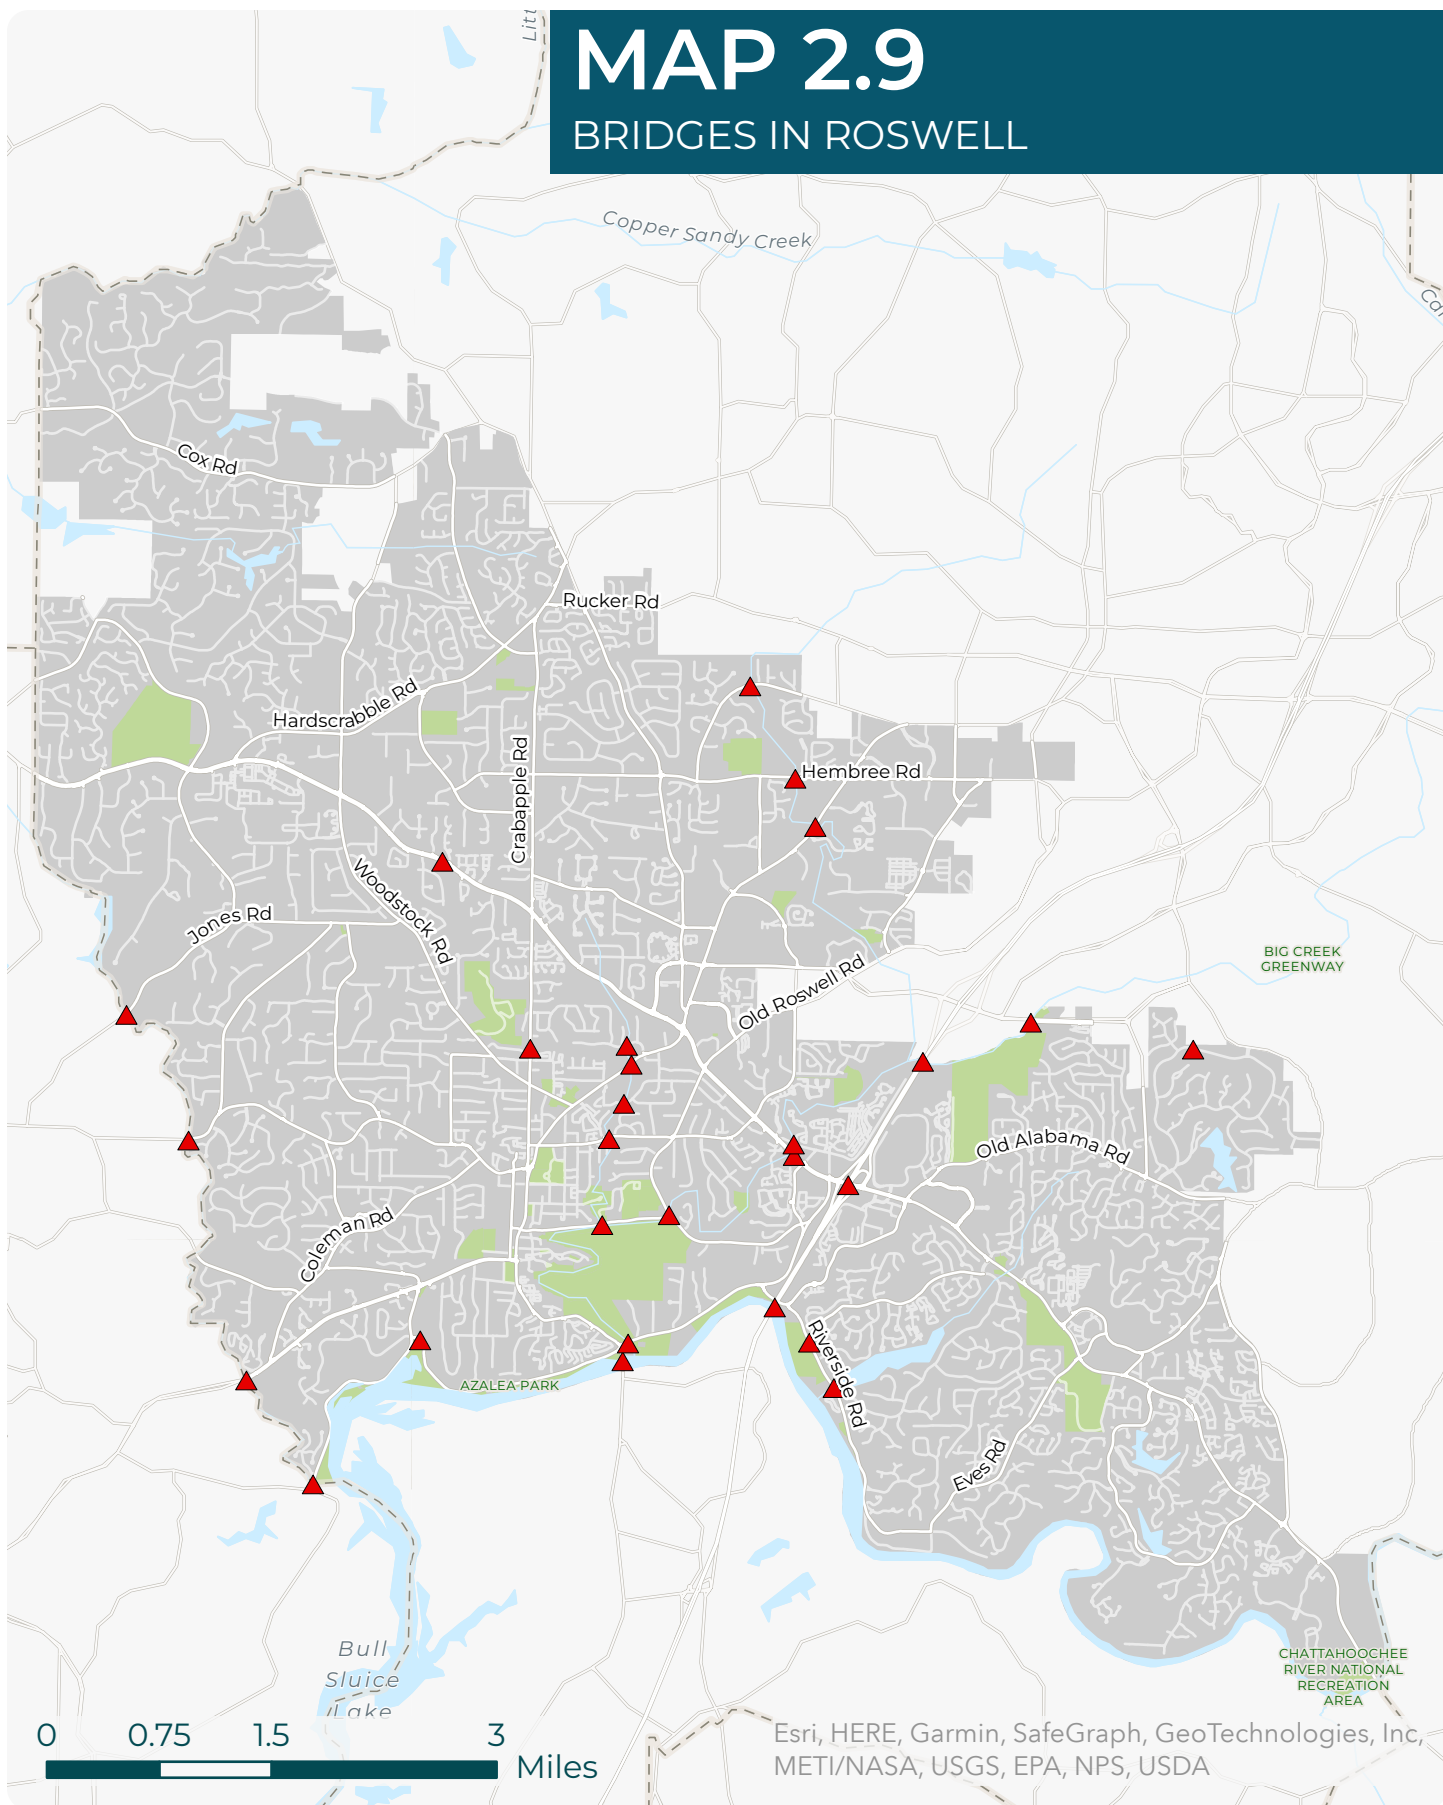 MAP 2.9
BRIDGES IN ROSWELL
Litt
Copper Sandy Creek
Cox Rd
Rucker Rd
Hardscrabble Rd
Crabapple Rd
Hembree Rd
Woodstock Rd
Jones Rd
Old Roswell Rd
BIG CREEK
GREENWAY
Old Alabama Rd
Coleman Rd
Riverside Rd
AZALEA PARK
Eves Rd
Bull
Sluice
Lake
CHATTAHOOCHEE
RIVER NATIONAL
RECREATION
AREA
0 0.75 1.5 3
Miles
Esri, HERE, Garmin, SafeGraph, GeoTechnologies, Inc,
METI/NASA, USGS, EPA, NPS, USDA